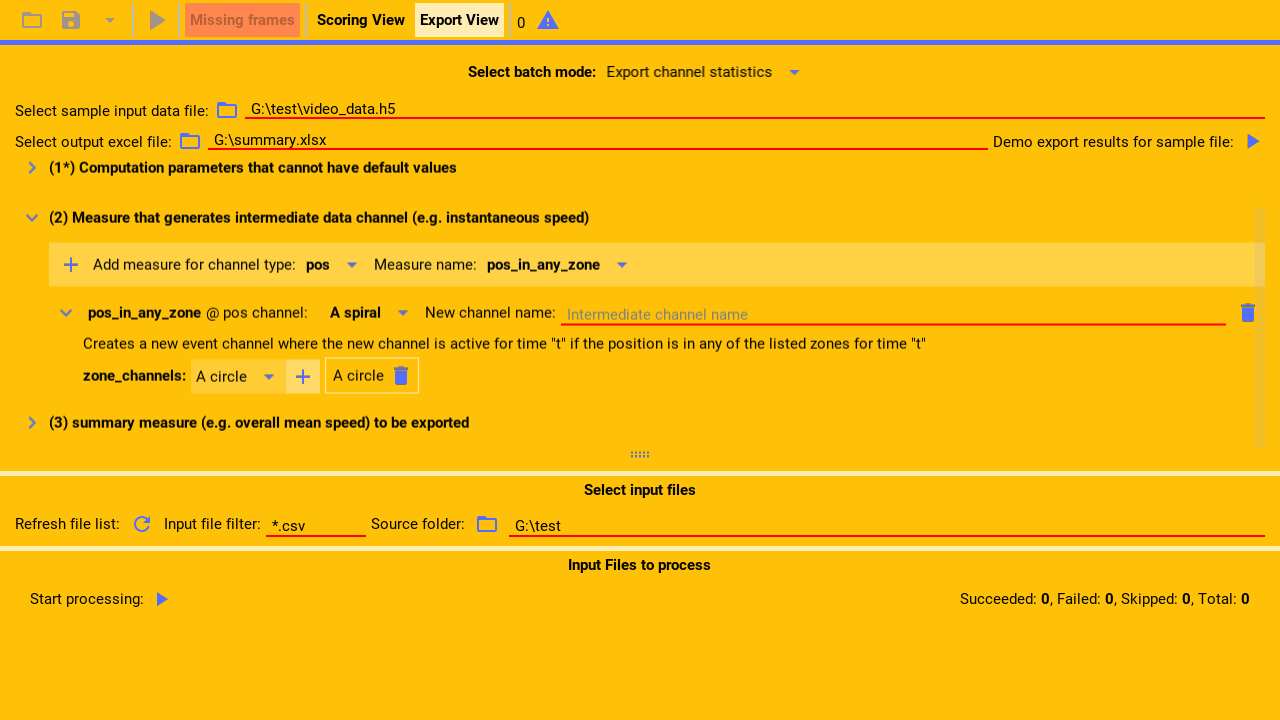 Missing frames Scoring View Export View 0
Select batch mode: Export channel statistics
Select sample input data file: G:\test\video_data.h5
Select output excel file: G:\summary.xlsx Demo export results for sample file:
(1*) Computation parameters that cannot have default values
(2) Measure that generates intermediate data channel (e.g. instantaneous speed)
Add measure for channel type: pos Measure name: pos_in_any_zone
pos_in_any_zone @ pos channel: A spiral New channel name: Intermediate channel name
Creates a new event channel where the new channel is active for time "t" if the position is in any of the listed zones for time "t"
zone_channels: A circle A circle
(3) summary measure (e.g. overall mean speed) to be exported
Select input files
Refresh file list: Input file filter: *.csv Source folder: G:\test
Input Files to process
Start processing: Succeeded: 0, Failed: 0, Skipped: 0, Total: 0